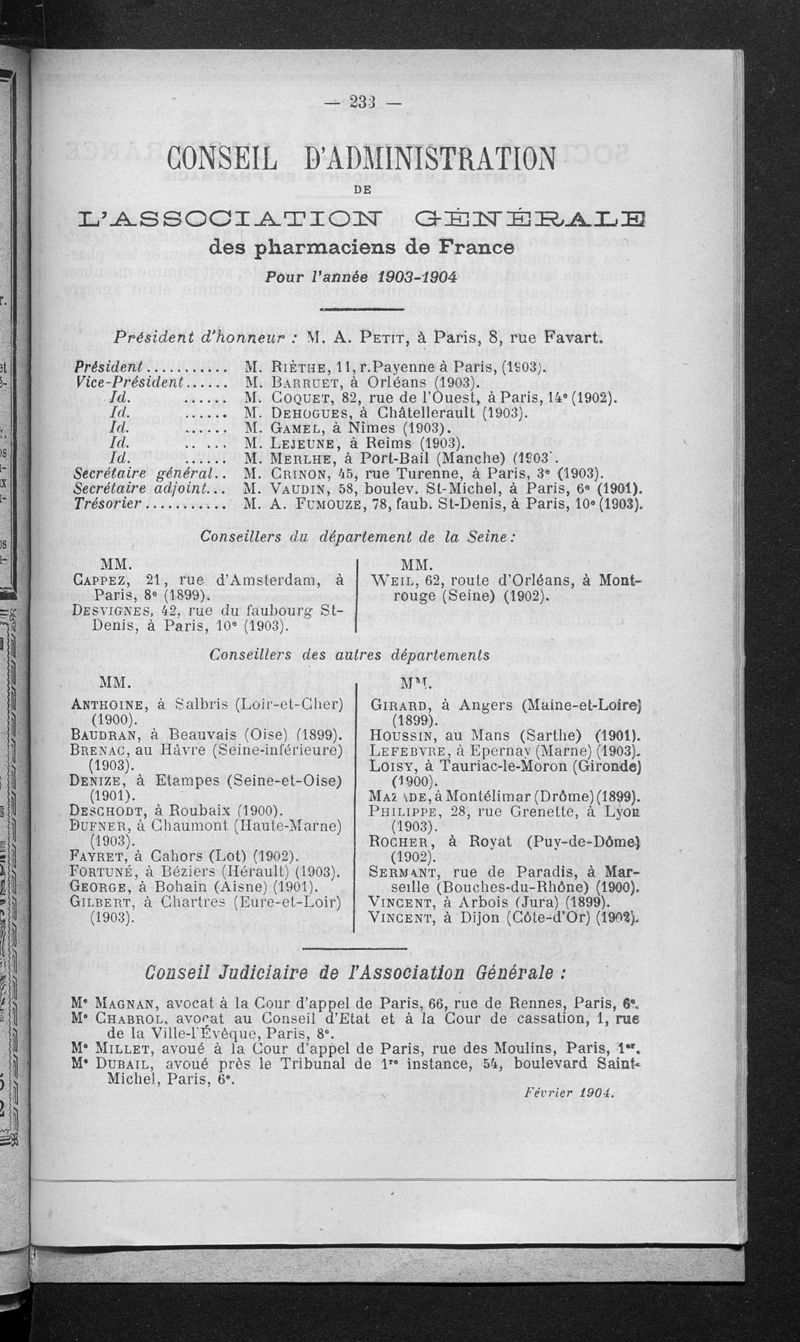 — 233 —
CONSEIL D'ADMINISTRATION
DE
L'ASSOCIATION GÉNÉRALE
des pharmaciens de France
Pour l'année 1903-1904
Président d'honneur : M. A. PETIT, à Paris, 8, rue Favart.
Président........... M. RIÈTHE, 11, r. Payenne à Paris, (1903).
Vice-Président...... M. BARRUET, à Orléans (1903).
Id. ...... M. COQUET, 82, rue de l'Ouest, à Paris, 14e (1902).
Id. ...... M. DEHOGUES, à Châtellerault (1903).
Id. ...... M. GAMEL, à Nîmes (1903).
Id. .. ... M. LEJEUNE, à Reims (1903).
Id. ...... M. MERLHE, à Port-Bail (Manche) (1903).
Secrétaire général.. M. CRINON, 45, rue Turenne, à Paris, 3e (1903).
Secrétaire adjoint... M. VAUDIN, 58, boulev. St-Michel, à Paris, 6e (1901).
Trésorier........... M. A. FUMOUZE, 78, faub. St-Denis, à Paris, 10e (1903).
Conseillers du département de la Seine :
MM.
CAPPEZ, 21, rue d'Amsterdam, à
Paris, 8e (1899).
DESVIGNES, 42, rue du faubourg St-
Denis, à Paris, 10e (1903).
MM.
WEIL, 62, route d'Orléans, à Mont-
rouge (Seine) (1902).
Conseillers des autres départements
MM.
ANTHOINE, à Salbris (Loir-et-Cher)
(1900).
BAUDRAN, à Beauvais (Oise) (1899).
BRENAC, au Hâvre (Seine-inférieure)
(1903).
DENIZE, à Etampes (Seine-et-Oise)
(1901).
DESCHODT, à Roubaix (1900).
DUFNER, à Chaumont (Haute-Marne)
(1903).
FAYRET, à Cahors (Lot) (1902).
FORTUNÉ, à Béziers (Hérault) (1903).
GEORGE, à Bohain (Aisne) (1901).
GILBERT, à Chartres (Eure-et-Loir)
(1903).
MM.
GIRARD, à Angers (Maine-et-Loire)
(1899).
HOUSSIN, au Mans (Sarthe) (1901).
LEFEBVRE, à Epernay (Marne) (1903).
LOISY, à Tauriac-le-Moron (Gironde)
(1900).
à Montélimar (Drôme) (1899).
PHILIPPE, 28, rue Grenette, à Lyon
(1903).
ROCHER, à Royat (Puy-de-Dôme)
(1902).
SERMANT, rue de Paradis, à Mar-
seille (Bouches-du-Rhône) (1900).
VINCENT, à Arbois (Jura) (1899).
VINCENT, à Dijon (Côte-d'Or) (1902).
Conseil Judiciaire de l'Association Générale :
Me MAGNAN, avocat à la Cour d'appel de Paris, 66, rue de Rennes, Paris, 6e.
Me CHABROL, avocat au Conseil d'Etat et à la Cour de cassation, 1, rue
de la Ville-l'Évêque, Paris, 8e.
Me MILLET, avoué à la Cour d'appel de Paris, rue des Moulins, Paris, 1er.
Me DUBAIL, avoué près le Tribunal de 1re instance, 54, boulevard Saint-
Michel, Paris, 6e.
Février 1904.